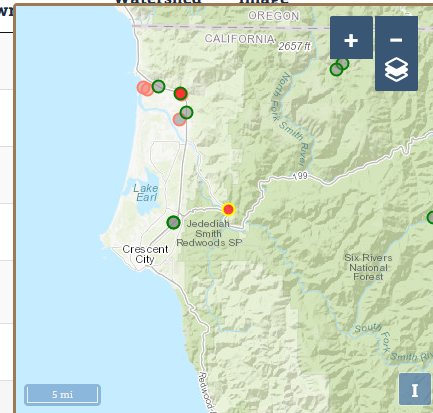 Watershed Image
OREGON
CALIFORNIA
2657 ft
+
−
North Fork Smith River
199
Lake
Earl
Jedediah
Smith
Redwoods SP
Crescent
City
Six Rivers
National
Forest
South Fork
Smith River
Redwood
5 mi
I